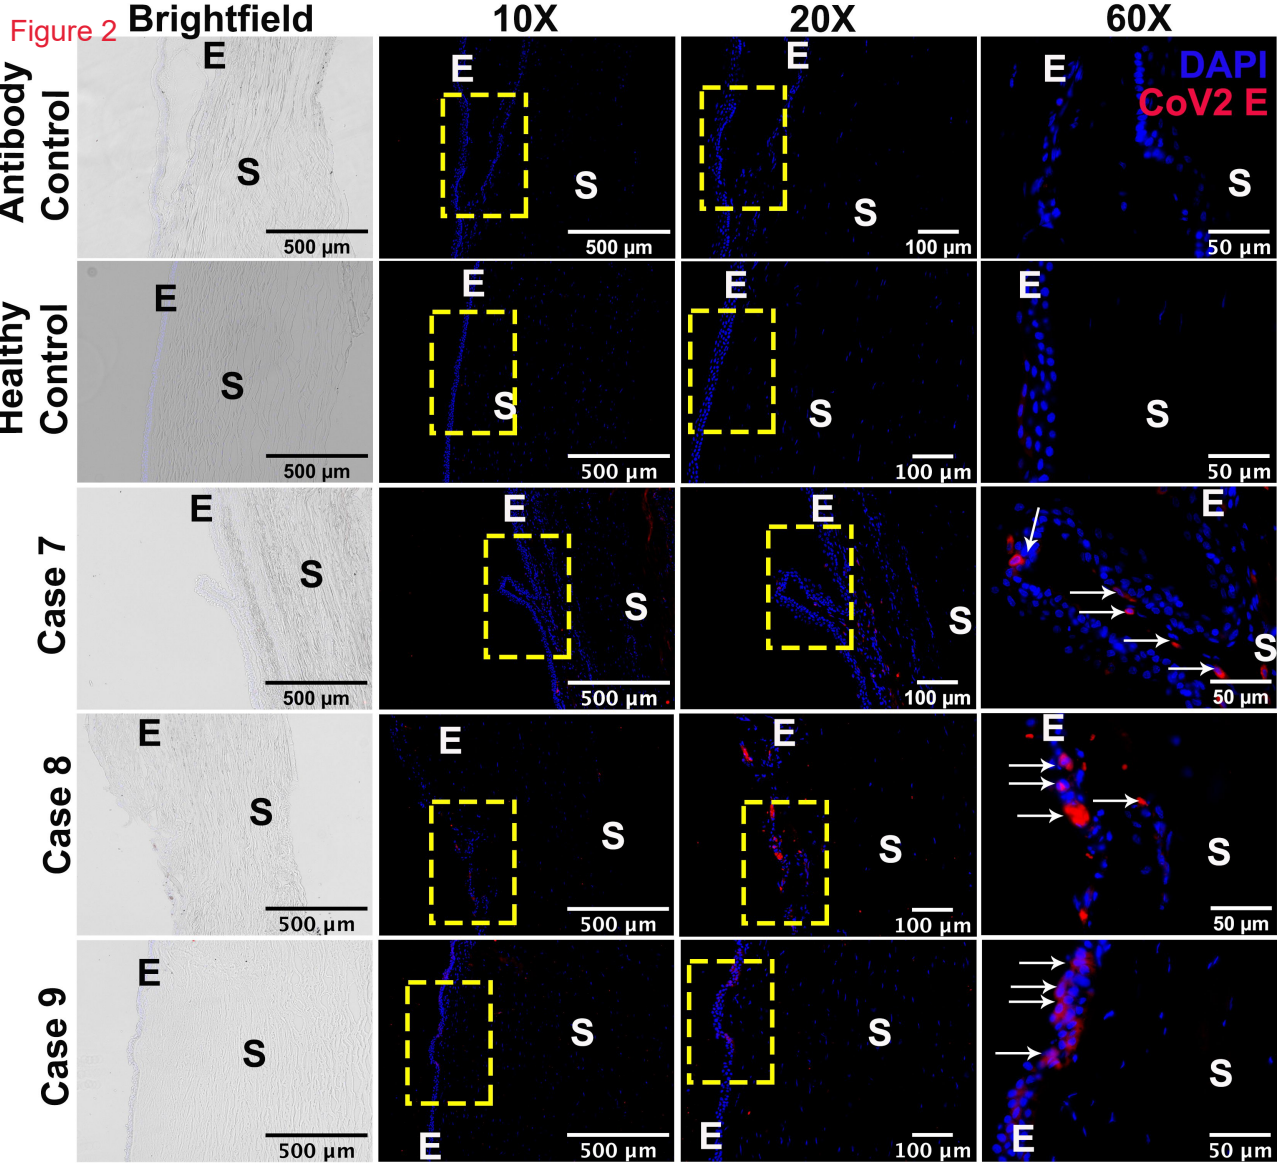 Figure 2
Brightfield
10X
20X
60X
Antibody
Control
E
S
500 µm
E
S
500 µm
E
S
100 µm
E
DAPI
CoV2 E
S
50 µm
Healthy
Control
E
S
500 µm
E
S
500 µm
E
S
100 µm
E
S
50 µm
Case 7
E
S
500 µm
E
S
500 µm
E
S
100 µm
E
S
50 µm
Case 8
E
S
500 µm
E
S
500 µm
E
S
100 µm
E
S
50 µm
Case 9
E
S
500 µm
S
E
500 µm
S
E
100 µm
S
E
50 µm